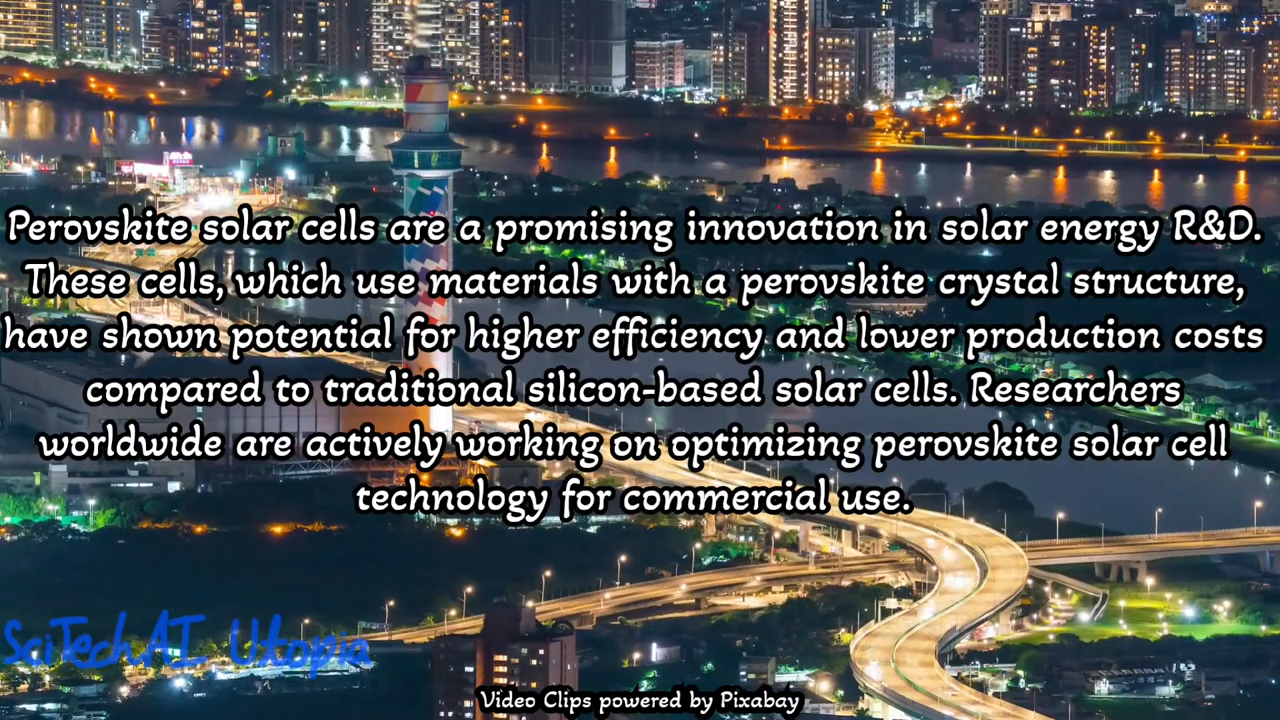 Perovskite solar cells are a promising innovation in solar energy R&D.
These cells, which use materials with a perovskite crystal structure,
have shown potential for higher efficiency and lower production costs
compared to traditional silicon-based solar cells. Researchers
worldwide are actively working on optimizing perovskite solar cell
technology for commercial use.
SciTech AI Utopia
Video Clips powered by Pixabay